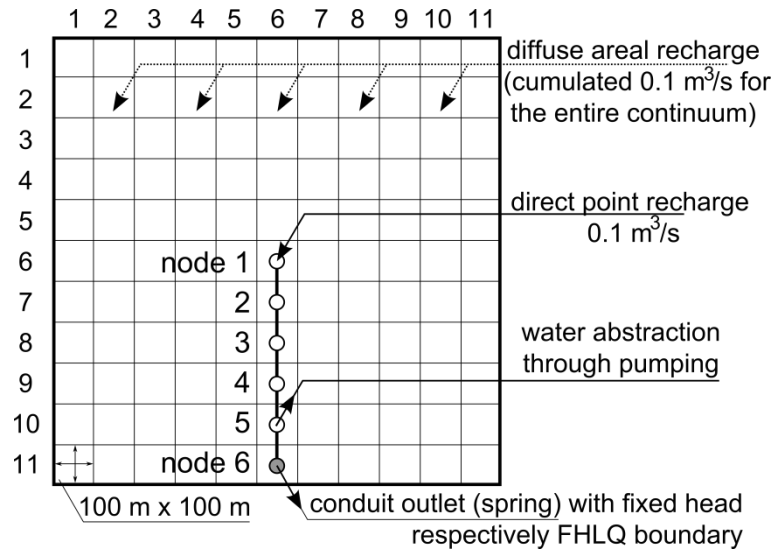 1 2 3 4 5 6 7 8 9 10 11
1
diffuse areal recharge
2
(cumulated 0.1 m³/s for
the entire continuum)
3
4
5
direct point recharge
0.1 m³/s
6
node 1
7
2
8
3
water abstraction
through pumping
9
4
10
5
11
node 6
100 m x 100 m
conduit outlet (spring) with fixed head
respectively FHLQ boundary